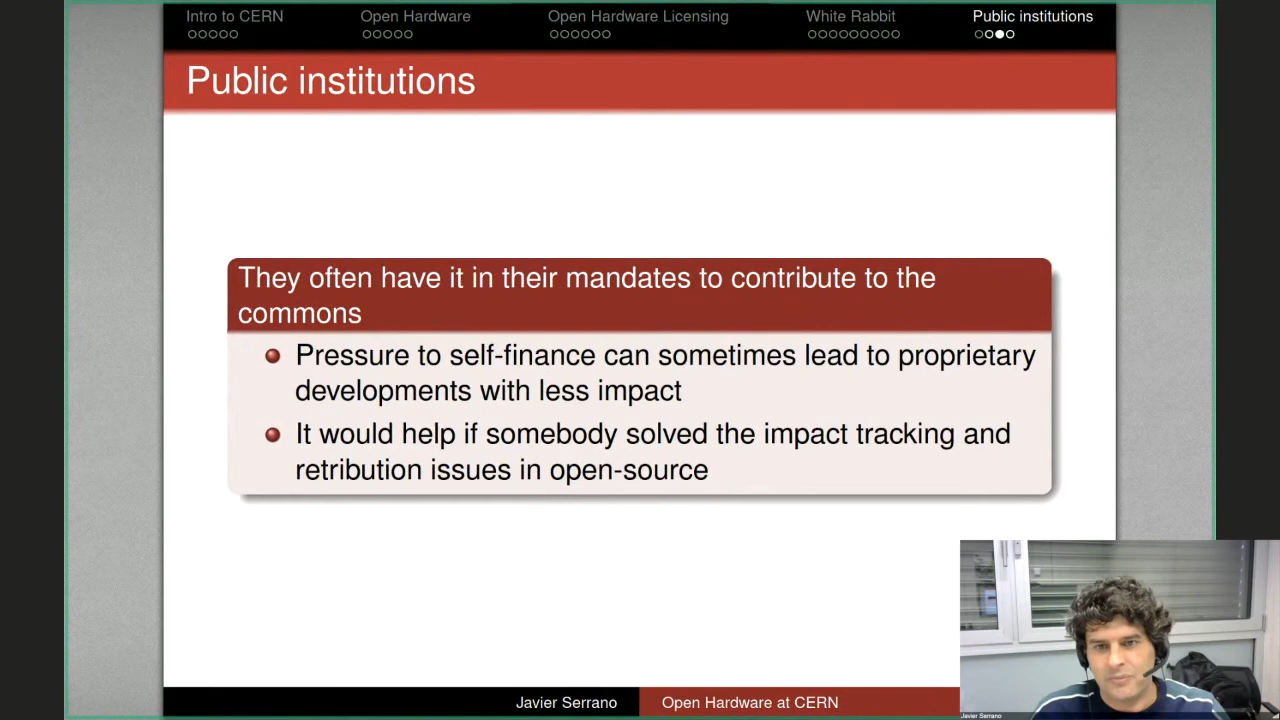 Intro to CERN
Open Hardware
Open Hardware Licensing
White Rabbit
Public institutions
Public institutions
They often have it in their mandates to contribute to the
commons
Pressure to self-finance can sometimes lead to proprietary
developments with less impact
It would help if somebody solved the impact tracking and
retribution issues in open-source
Javier Serrano
Open Hardware at CERN
Javier Serrano